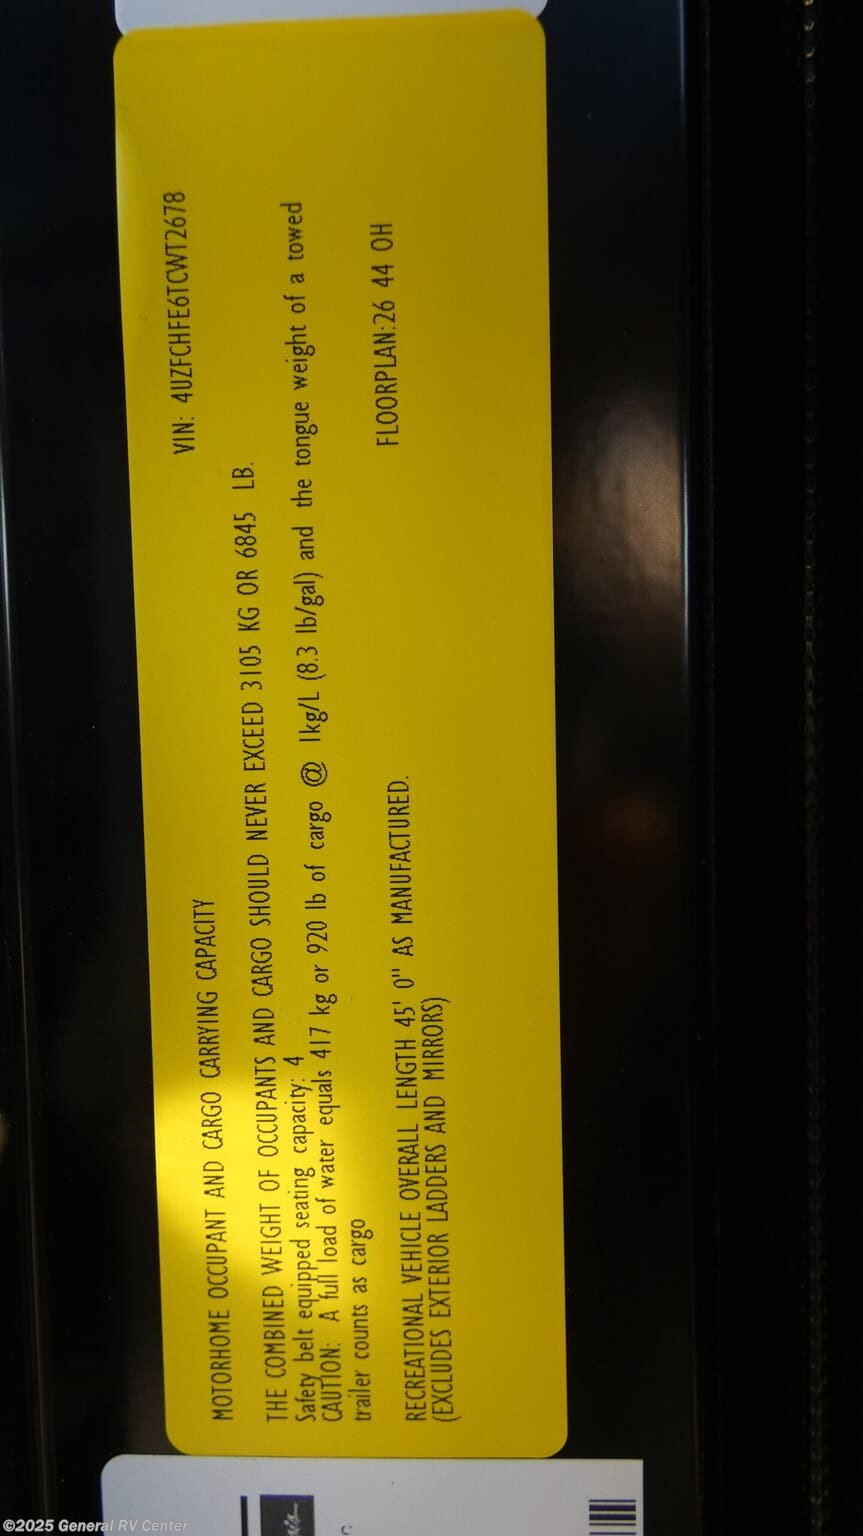 MOTORHOME OCCUPANT AND CARGO CARRYING CAPACITY VIN: 4UZFCHFE6TCWT2678
THE COMBINED WEIGHT OF OCCUPANTS AND CARGO SHOULD NEVER EXCEED 3105 KG OR 6845 LB.
Safety belt equipped seating capacity: 4
CAUTION: A full load of water equals 417 kg or 920 lb of cargo @ 1kg/L (8.3 lb/gal) and the tongue weight of a towed
trailer counts as cargo
RECREATIONAL VEHICLE OVERALL LENGTH 45' 0" AS MANUFACTURED. FLOORPLAN:26 44 OH
(EXCLUDES EXTERIOR LADDERS AND MIRRORS)
©2025 General RV Center